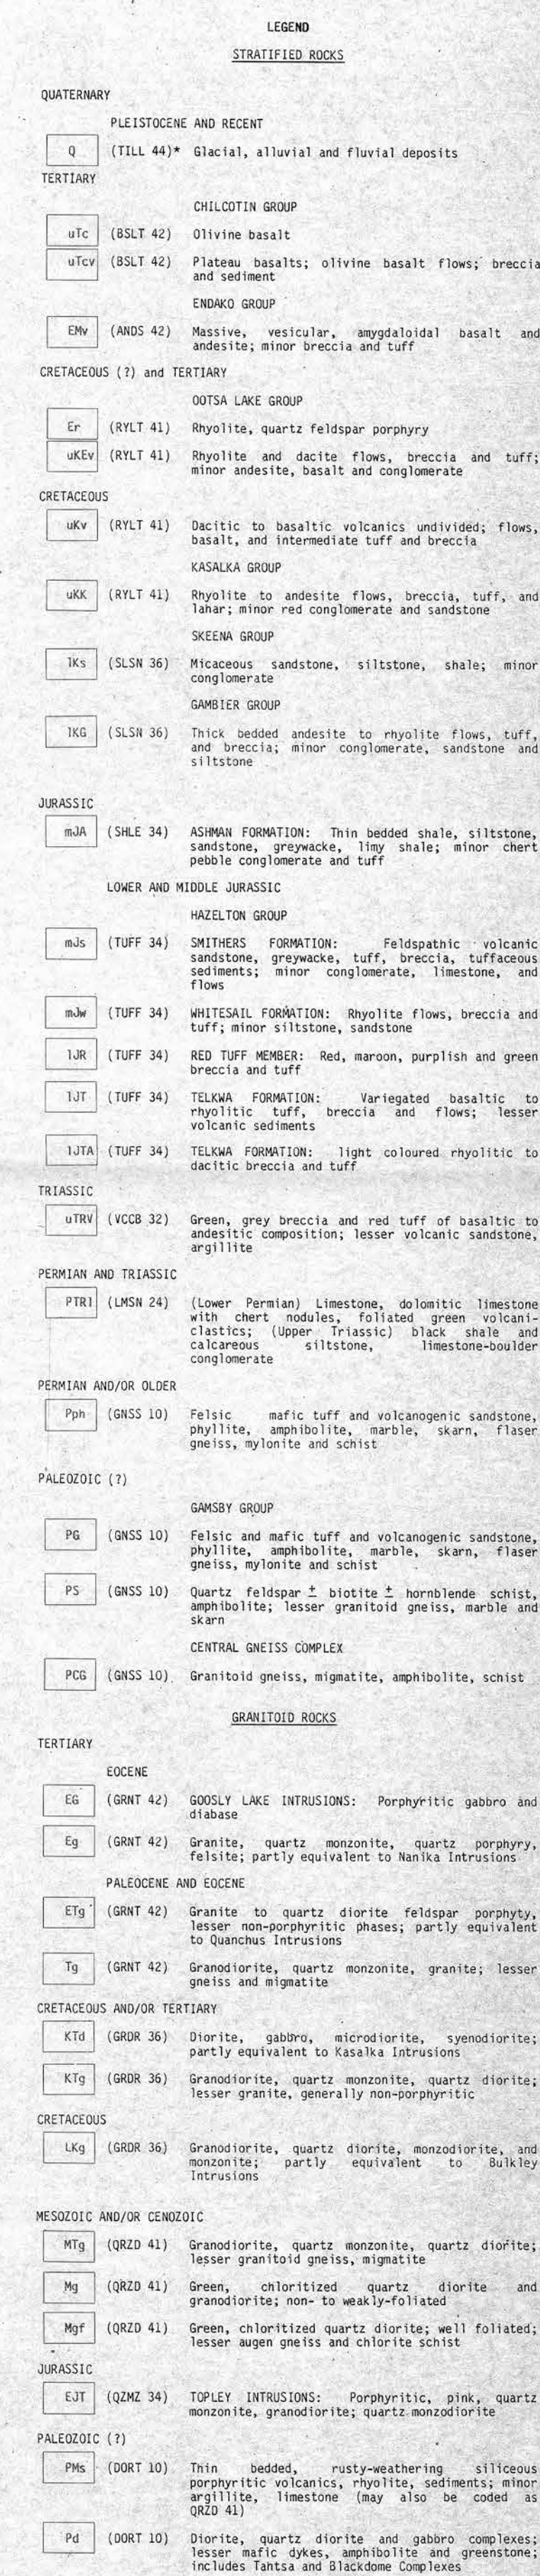 LEGEND
STRATIFIED ROCKS
QUATERNARY
PLEISTOCENE AND RECENT
Q (TILL 44)* Glacial, alluvial and fluvial deposits
TERTIARY
CHILCOTIN GROUP
uTc (BSLT 42) Olivine basalt
uTcv (BSLT 42) Plateau basalts; olivine basalt flows; breccia
and sediment
ENDAKO GROUP
EMv (ANDS 42) Massive, vesicular, amygdaloidal basalt and
andesite; minor breccia and tuff
CRETACEOUS (?) and TERTIARY
OOTSA LAKE GROUP
Er (RYLT 41) Rhyolite, quartz feldspar porphyry
uKEv (RYLT 41) Rhyolite and dacite flows, breccia and tuff;
minor andesite, basalt and conglomerate
CRETACEOUS
uKv (RYLT 41) Dacitic to basaltic volcanics undivided; flows,
basalt, and intermediate tuff and breccia
KASALKA GROUP
uKK (RYLT 41) Rhyolite to andesite flows, breccia, tuff, and
lahar; minor red conglomerate and sandstone
SKEENA GROUP
lKs (SLSN 36) Micaceous sandstone, siltstone, shale; minor
conglomerate
GAMBIER GROUP
lKG (SLSN 36) Thick bedded andesite to rhyolite flows, tuff,
and breccia; minor conglomerate, sandstone and
siltstone
JURASSIC
mJA (SHLE 34) ASHMAN FORMATION: Thin bedded shale, siltstone,
sandstone, greywacke, limy shale; minor chert
pebble conglomerate and tuff
LOWER AND MIDDLE JURASSIC
HAZELTON GROUP
mJs (TUFF 34) SMITHERS FORMATION: Feldspathic volcanic
sandstone, greywacke, tuff, breccia, tuffaceous
sediments; minor conglomerate, limestone, and
flows
mJw (TUFF 34) WHITESAIL FORMATION: Rhyolite flows, breccia and
tuff; minor siltstone, sandstone
lJR (TUFF 34) RED TUFF MEMBER: Red, maroon, purplish and green
breccia and tuff
lJT (TUFF 34) TELKWA FORMATION: Variegated basaltic to
rhyolitic tuff, breccia and flows; lesser
volcanic sediments
lJTA (TUFF 34) TELKWA FORMATION: light coloured rhyolitic to
dacitic breccia and tuff
TRIASSIC
uTRV (VCCB 32) Green, grey breccia and red tuff of basaltic to
andesitic composition; lesser volcanic sandstone,
argillite
PERMIAN AND TRIASSIC
PTRl (LMSN 24) (Lower Permian) Limestone, dolomitic limestone
with chert nodules, foliated green volcani-
clastics; (Upper Triassic) black shale and
calcareous siltstone, limestone-boulder
conglomerate
PERMIAN AND/OR OLDER
Pph (GNSS 10) Felsic mafic tuff and volcanogenic sandstone,
phyllite, amphibolite, marble, skarn, flaser
gneiss, mylonite and schist
PALEOZOIC (?)
GAMSBY GROUP
PG (GNSS 10) Felsic and mafic tuff and volcanogenic sandstone,
phyllite, amphibolite, marble, skarn, flaser
gneiss, mylonite and schist
PS (GNSS 10) Quartz feldspar ± biotite ± hornblende schist,
amphibolite; lesser granitoid gneiss, marble and
skarn
CENTRAL GNEISS COMPLEX
PCG (GNSS 10) Granitoid gneiss, migmatite, amphibolite, schist
GRANITOID ROCKS
TERTIARY
EOCENE
EG (GRNT 42) GOOSLY LAKE INTRUSIONS: Porphyritic gabbro and
diabase
Eg (GRNT 42) Granite, quartz monzonite, quartz porphyry,
felsite; partly equivalent to Nanika Intrusions
PALEOCENE AND EOCENE
ETg (GRNT 42) Granite to quartz diorite feldspar porphyty,
lesser non-porphyritic phases; partly equivalent
to Quanchus Intrusions
Tg (GRNT 42) Granodiorite, quartz monzonite, granite; lesser
gneiss and migmatite
CRETACEOUS AND/OR TERTIARY
KTd (GRDR 36) Diorite, gabbro, microdiorite, syenodiorite;
partly equivalent to Kasalka Intrusions
KTg (GRDR 36) Granodiorite, quartz monzonite, quartz diorite;
lesser granite, generally non-porphyritic
CRETACEOUS
LKg (GRDR 36) Granodiorite, quartz diorite, monzodiorite, and
monzonite; partly equivalent to Bulkley
Intrusions
MESOZOIC AND/OR CENOZOIC
MTg (QRZD 41) Granodiorite, quartz monzonite, quartz diorite;
lesser granitoid gneiss, migmatite
Mg (QRZD 41) Green, chloritized quartz diorite and
granodiorite; non- to weakly-foliated
Mgf (QRZD 41) Green, chloritized quartz diorite; well foliated;
lesser augen gneiss and chlorite schist
JURASSIC
EJT (QZMZ 34) TOPLEY INTRUSIONS: Porphyritic, pink, quartz
monzonite, granodiorite; quartz monzodiorite
PALEOZOIC (?)
PMs (DORT 10) Thin bedded, rusty-weathering siliceous
porphyritic volcanics, rhyolite, sediments; minor
argillite, limestone (may also be coded as
QRZD 41)
Pd (DORT 10) Diorite, quartz diorite and gabbro complexes;
lesser mafic dykes, amphibolite and greenstone;
includes Tahtsa and Blackdome Complexes